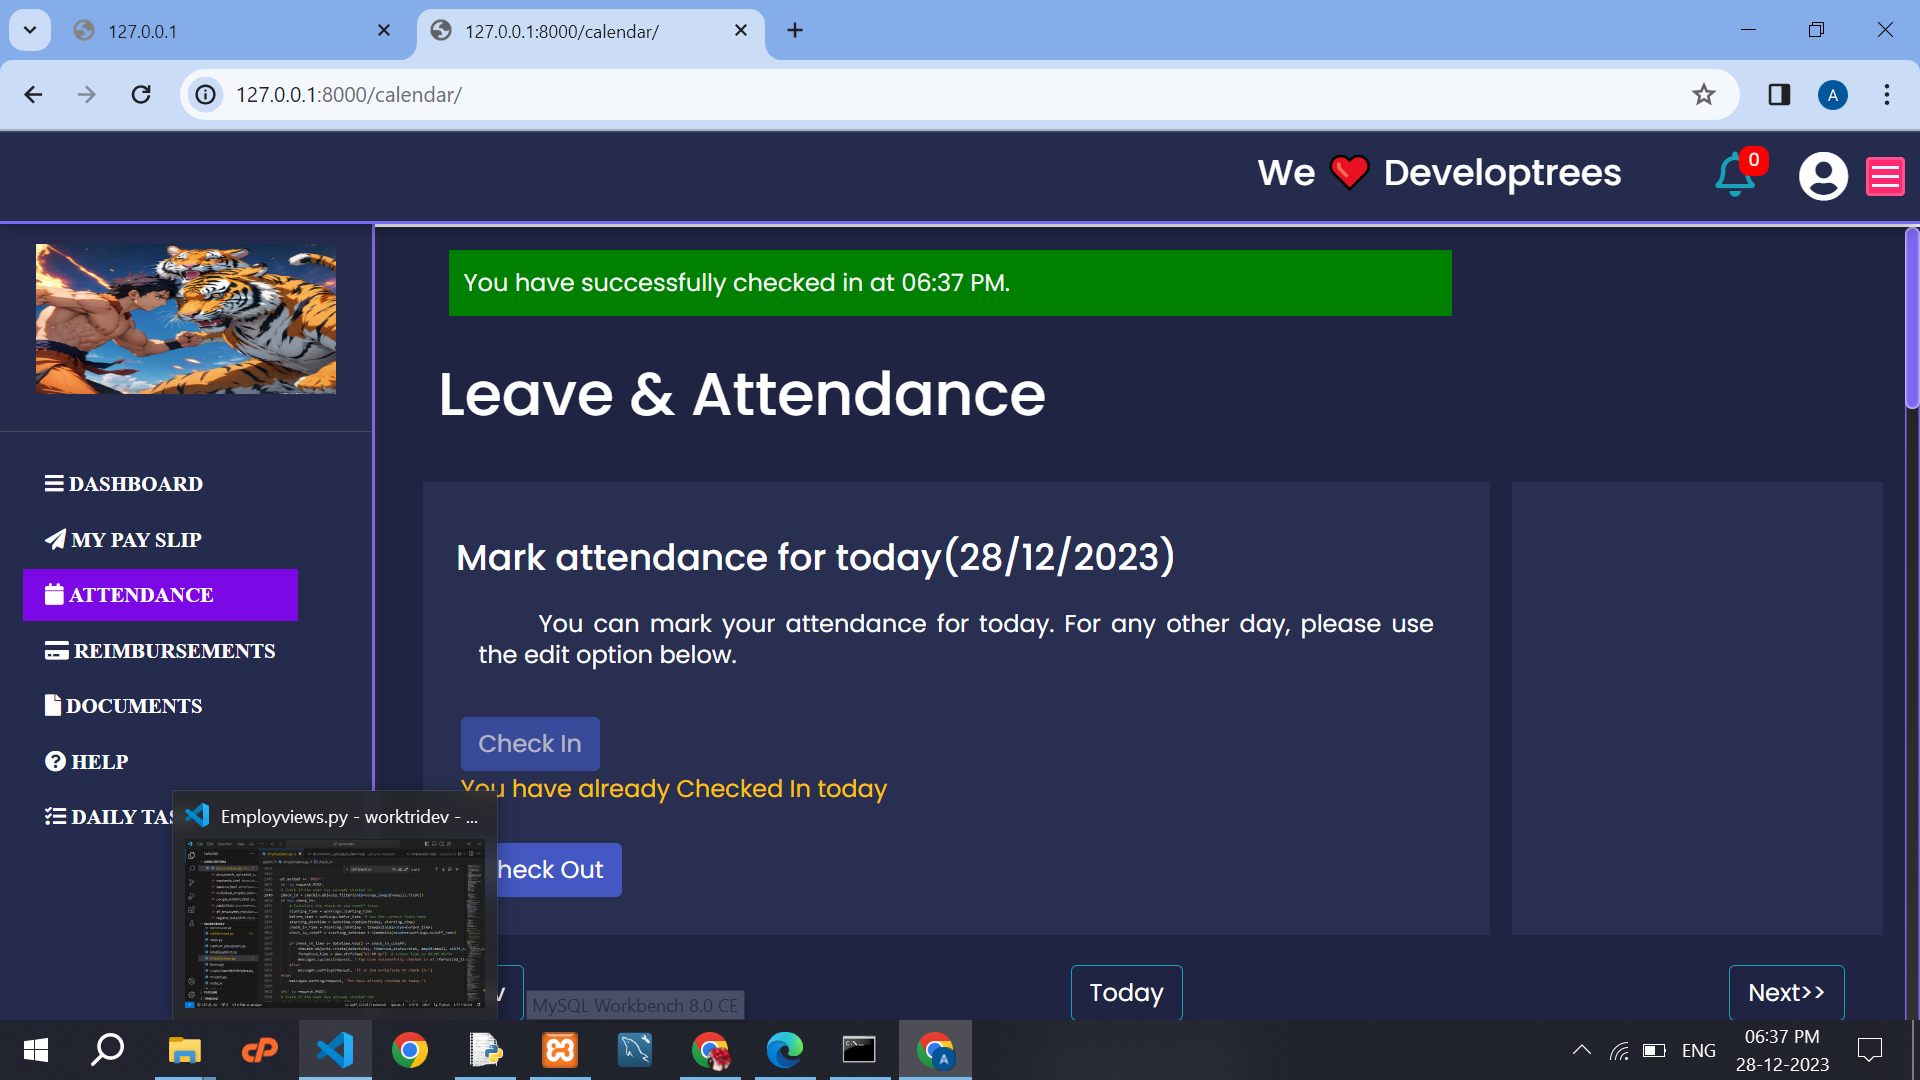 127.0.0.1
127.0.0.1:8000/calendar/
127.0.0.1:8000/calendar/
A
We ❤ Developtrees
0
You have successfully checked in at 06:37 PM.
Leave & Attendance
DASHBOARD
MY PAY SLIP
ATTENDANCE
REIMBURSEMENTS
DOCUMENTS
HELP
DAILY TAS
Mark attendance for today(28/12/2023)
You can mark your attendance for today. For any other day, please use
the edit option below.
Check In
You have already Checked In today
heck Out
Employviews.py - worktridev - ...
v
Today
Next>>
MySQL Workbench 8.0 CE
ENG
06:37 PM
28-12-2023